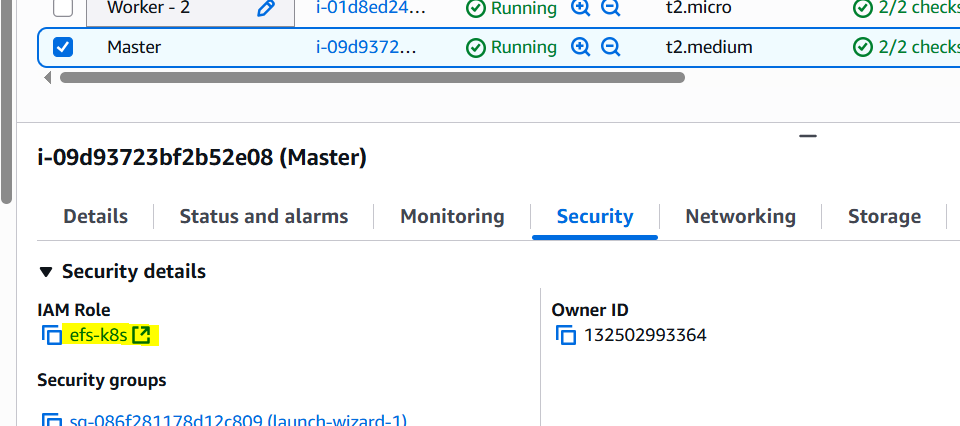 Worker - 2 i-01d8ed24... Running t2.micro 2/2 checks
Master i-09d9372... Running t2.medium 2/2 checks
i-09d93723bf2b52e08 (Master)
Details Status and alarms Monitoring Security Networking Storage
Security details
IAM Role Owner ID
efs-k8s 132502993364
Security groups
sg-086f281178d12c809 (launch-wizard-1)